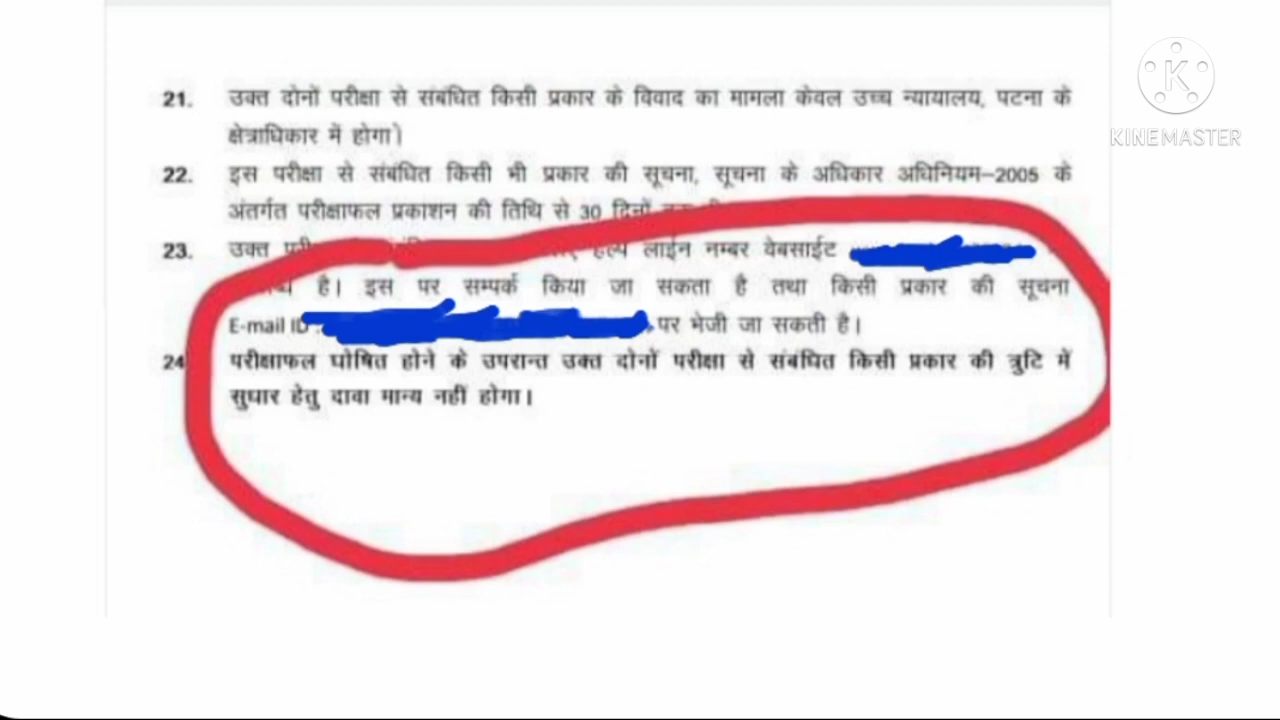 21. उक्त दोनों परीक्षा से संबंधित किसी प्रकार के विवाद का मामला केवल उच्च न्यायालय, पटना के
क्षेत्राधिकार में होगा)
22. इस परीक्षा से संबंधित किसी भी प्रकार की सूचना, सूचना के अधिकार अधिनियम–2005 के
अंतर्गत परीक्षाफल प्रकाशन की तिथि से 30 दिनों
23. उक्त हेल्प लाईन नम्बर वेबसाईट
है। इस पर सम्पर्क किया जा सकता है तथा किसी प्रकार की सूचना
E-mail ID पर भेजी जा सकती है।
24 परीक्षाफल घोषित होने के उपरान्त उक्त दोनों परीक्षा से संबंधित किसी प्रकार की त्रुटि में
सुधार हेतु दावा मान्य नहीं होगा।
K
KINEMASTER